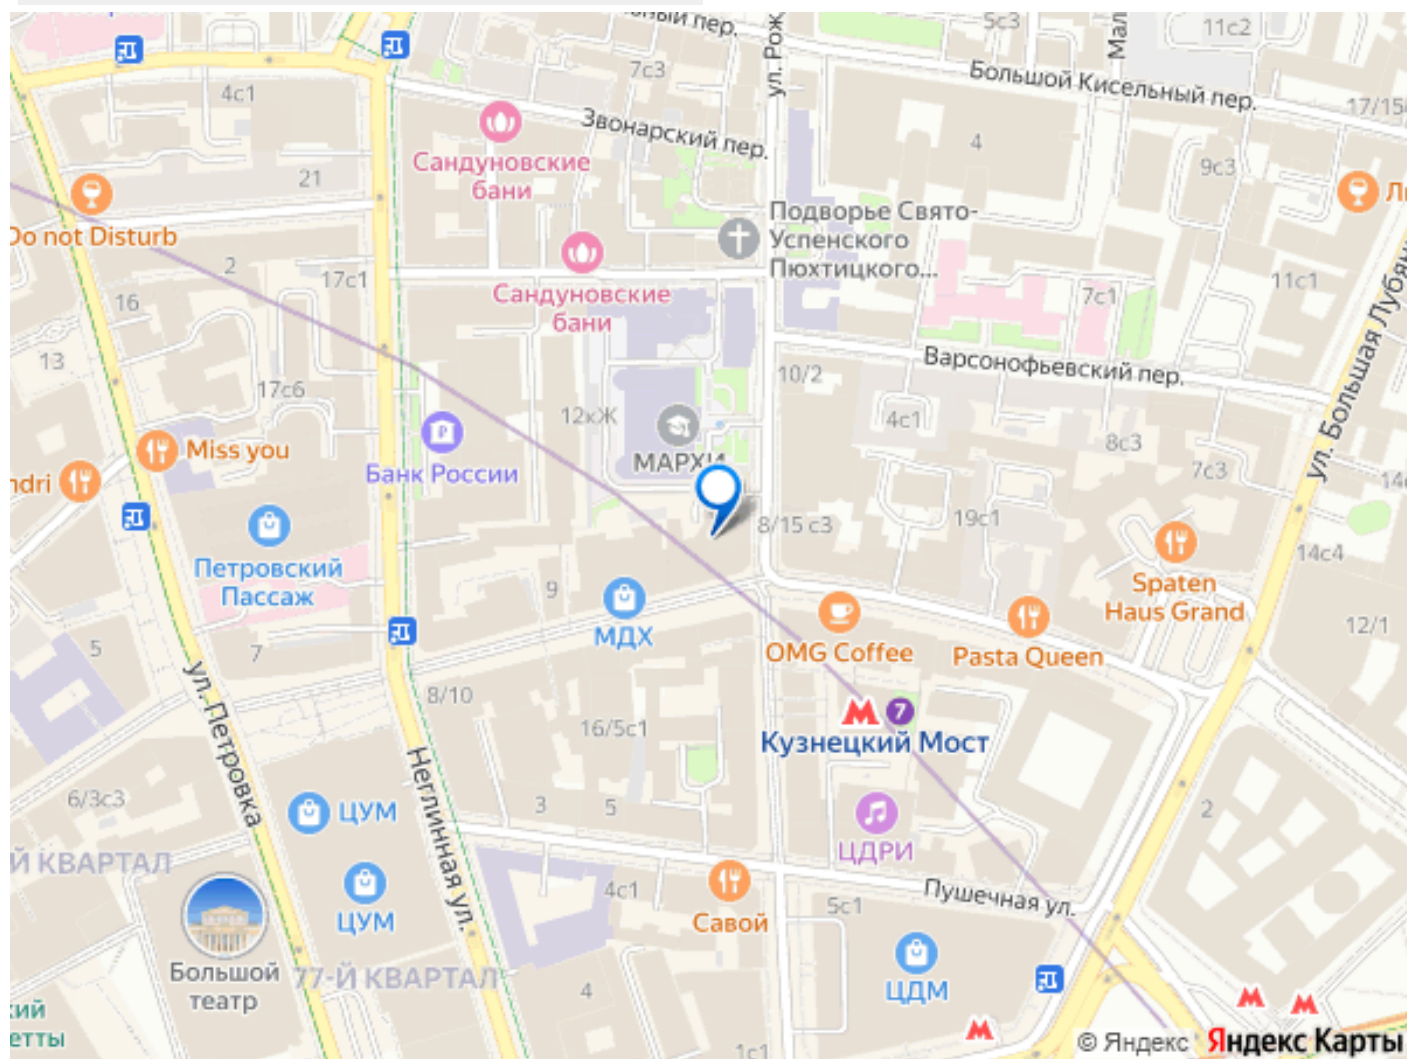 ный пер.
ул. Рож
5с3
Мал
11с2
7с3
Большой Кисельный пер.
4с1
17/15
Звонарский пер.
4
Сандуновские
бани
9с3
21
Do not Disturb
Подворье Свято-
Успенского
Пюхтицкого...
2
17с1
11с1
Сандуновские
бани
7с1
16
ул. Большая Лубян
13
Варсонофьевский пер.
10/2
17с6
12кЖ
4с1
8с3
Miss you
МАРХИ
Банк России
7с3
ndri
14
8/15 с3
19с1
14с4
Петровский
Пассаж
Spaten
Haus Grand
9
МДХ
OMG Coffee
Pasta Queen
12/1
5
7
8/10
ул. Петровка
16/5с1
7
Кузнецкий Мост
Неглинная ул.
6/3с3
ЦУМ
3
5
2
ЦДРИ
Й КВАРТАЛ
ЦУМ
4с1
Савой
Пушечная ул.
5с1
Большой
театр
77-Й КВАРТАЛ
4
ЦДМ
кий
етты
1с1
© Яндекс Яндекс Карты